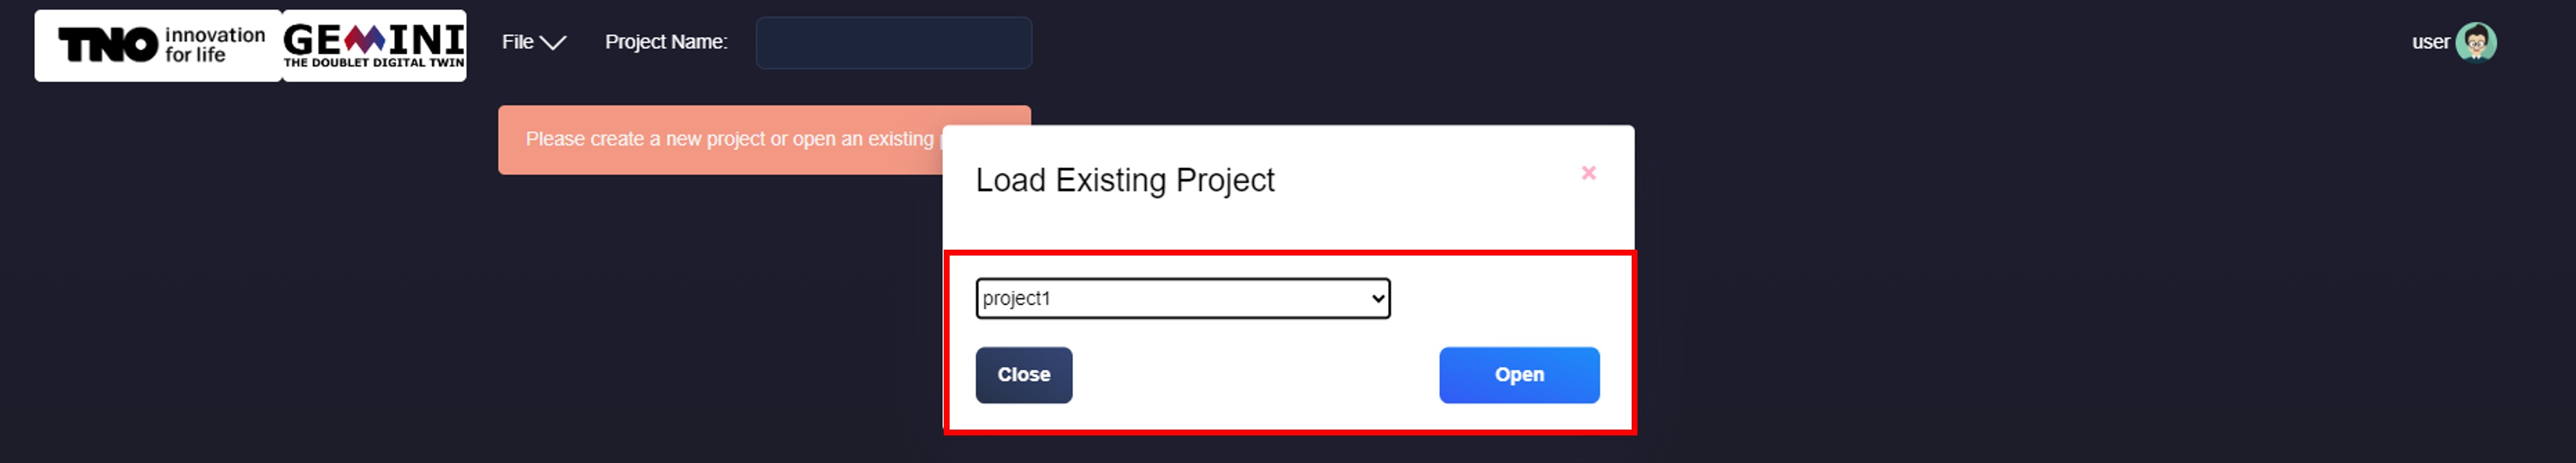 TNO innovation
for life
GEMINI
THE DOUBLET DIGITAL TWIN
File
Project Name:
user
Please create a new project or open an existing
Load Existing Project
×
project1
Close
Open